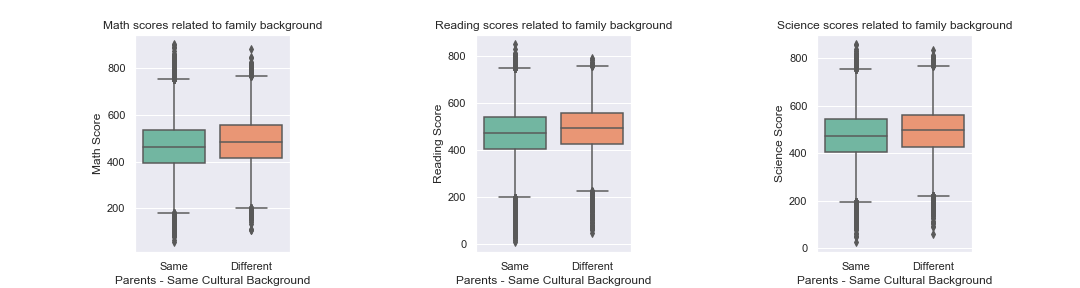 Math scores related to family background
800
600
400
200
Math Score
Same Different
Parents - Same Cultural Background
Reading scores related to family background
800
600
400
200
0
Reading Score
Same Different
Parents - Same Cultural Background
Science scores related to family background
800
600
400
200
0
Science Score
Same Different
Parents - Same Cultural Background